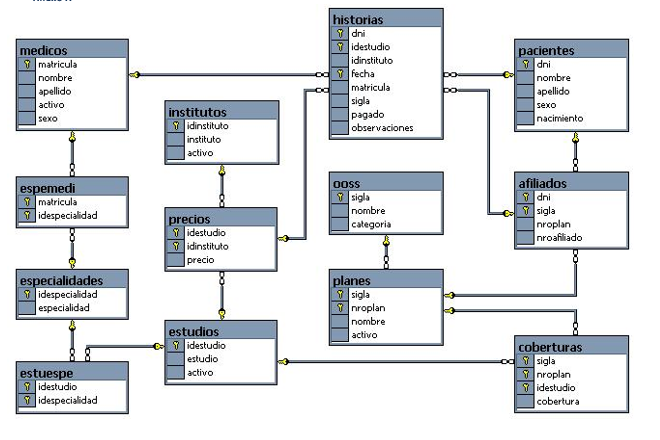 historias
dni
idestudio
idinstituto
fecha
matricula
sigla
pagado
observaciones
medicos
matricula
nombre
apellido
activo
sexo
pacientes
dni
nombre
apellido
sexo
nacimiento
institutos
idinstituto
instituto
activo
espemedi
matricula
idespecialidad
ooss
sigla
nombre
categoria
afiliados
dni
sigla
nroplan
nroafiliado
precios
idestudio
idinstituto
precio
especialidades
idespecialidad
especialidad
planes
sigla
nroplan
nombre
activo
estudios
idestudio
estudio
activo
coberturas
sigla
nroplan
idestudio
cobertura
estuespe
idestudio
idespecialidad